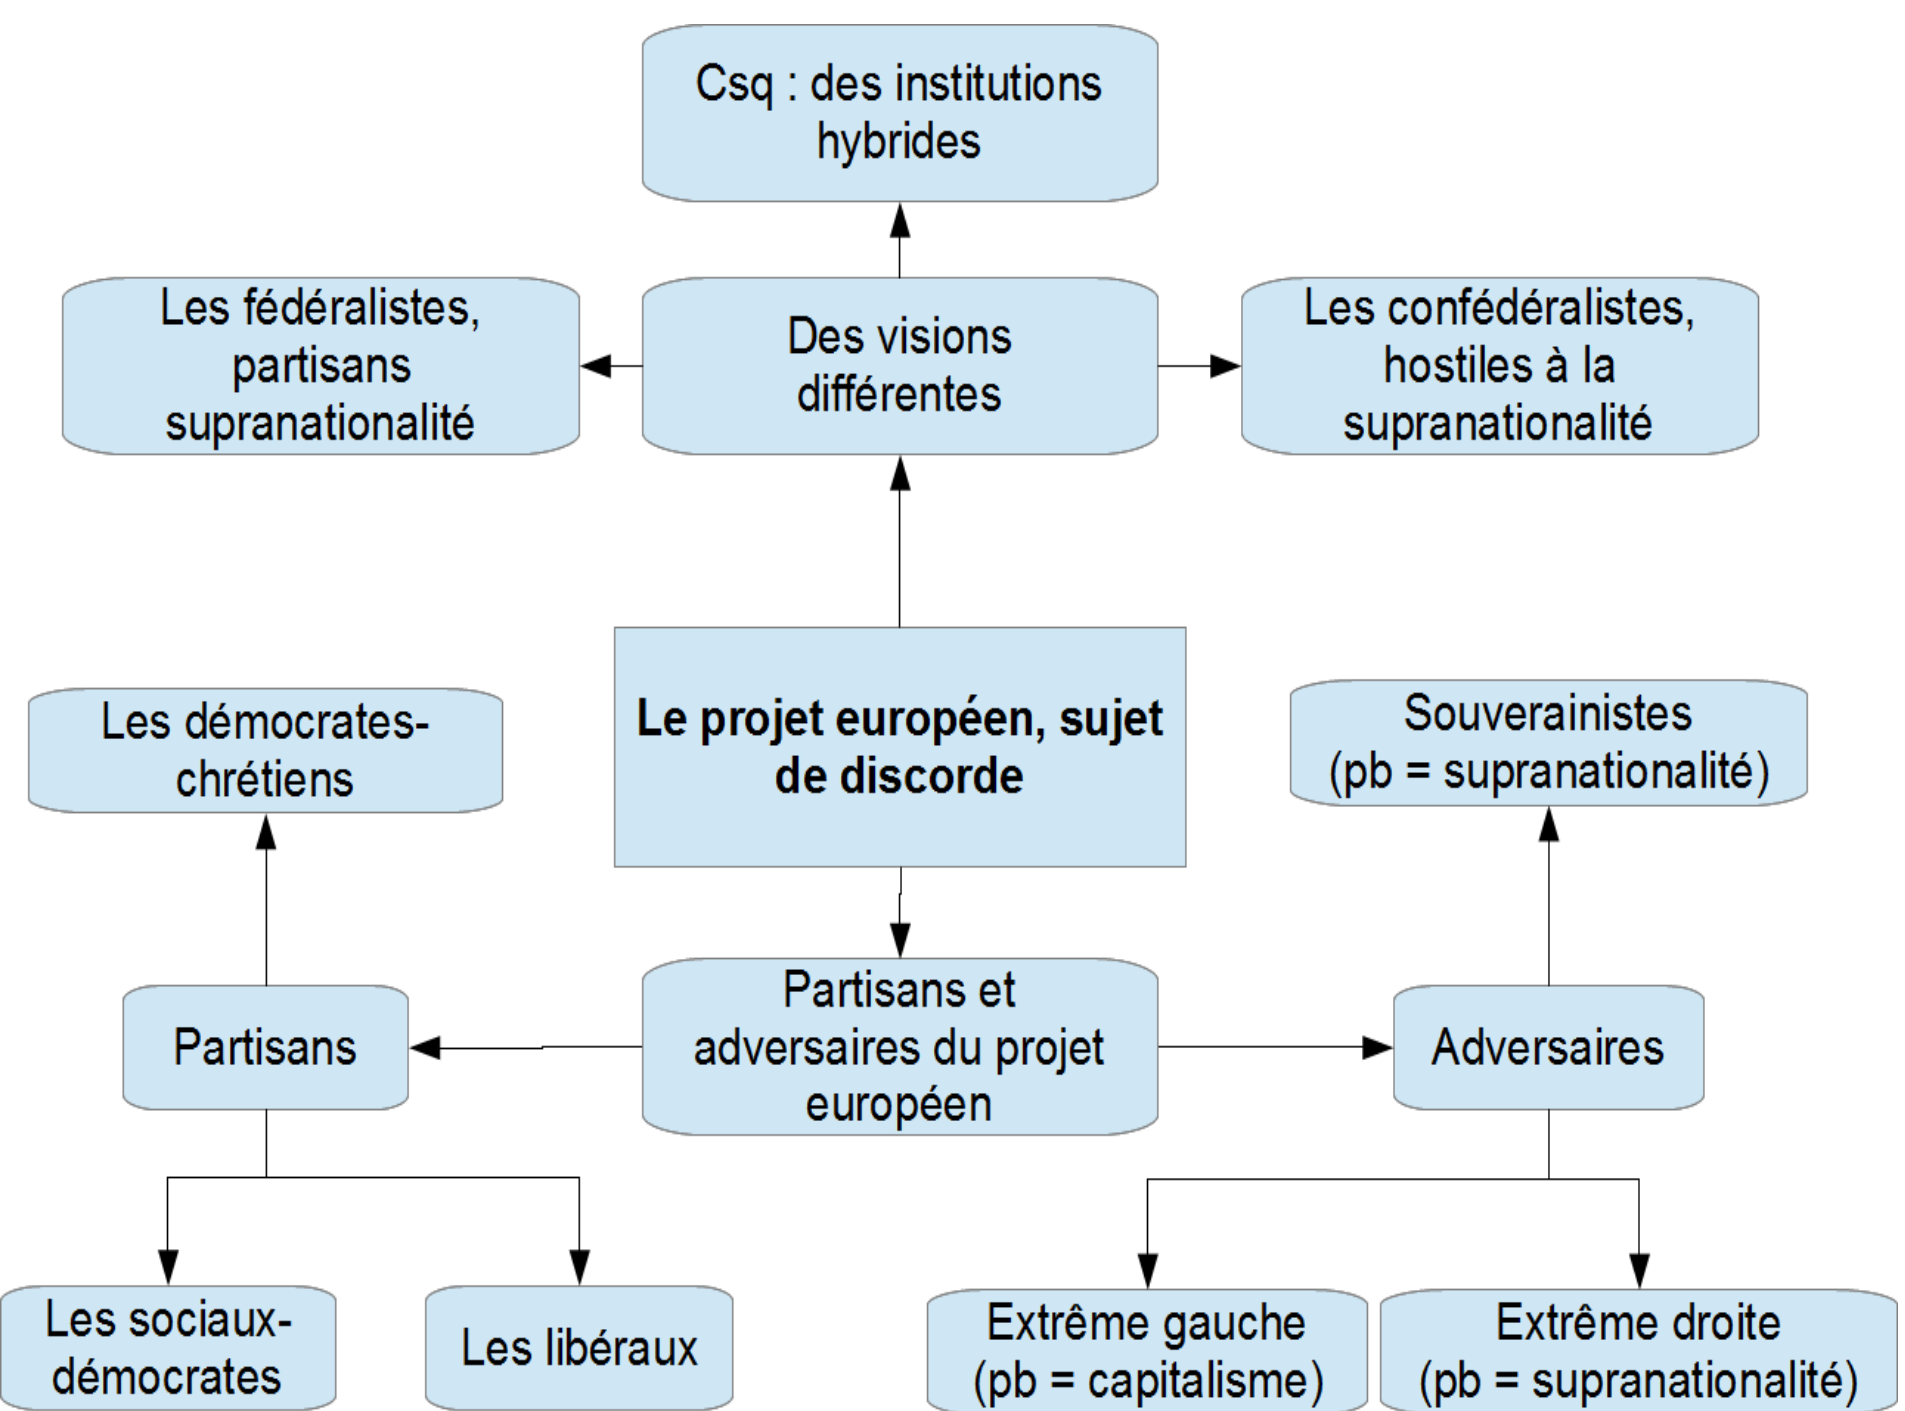 Csq : des institutions
hybrides
Les fédéralistes,
partisans
supranationalité
Des visions
différentes
Les confédéralistes,
hostiles à la
supranationalité
Le projet européen, sujet
de discorde
Les démocrates-
chrétiens
Souverainistes
(pb = supranationalité)
Partisans
Partisans et
adversaires du projet
européen
Adversaires
Les sociaux-
démocrates
Les libéraux
Extrême gauche
(pb = capitalisme)
Extrême droite
(pb = supranationalité)